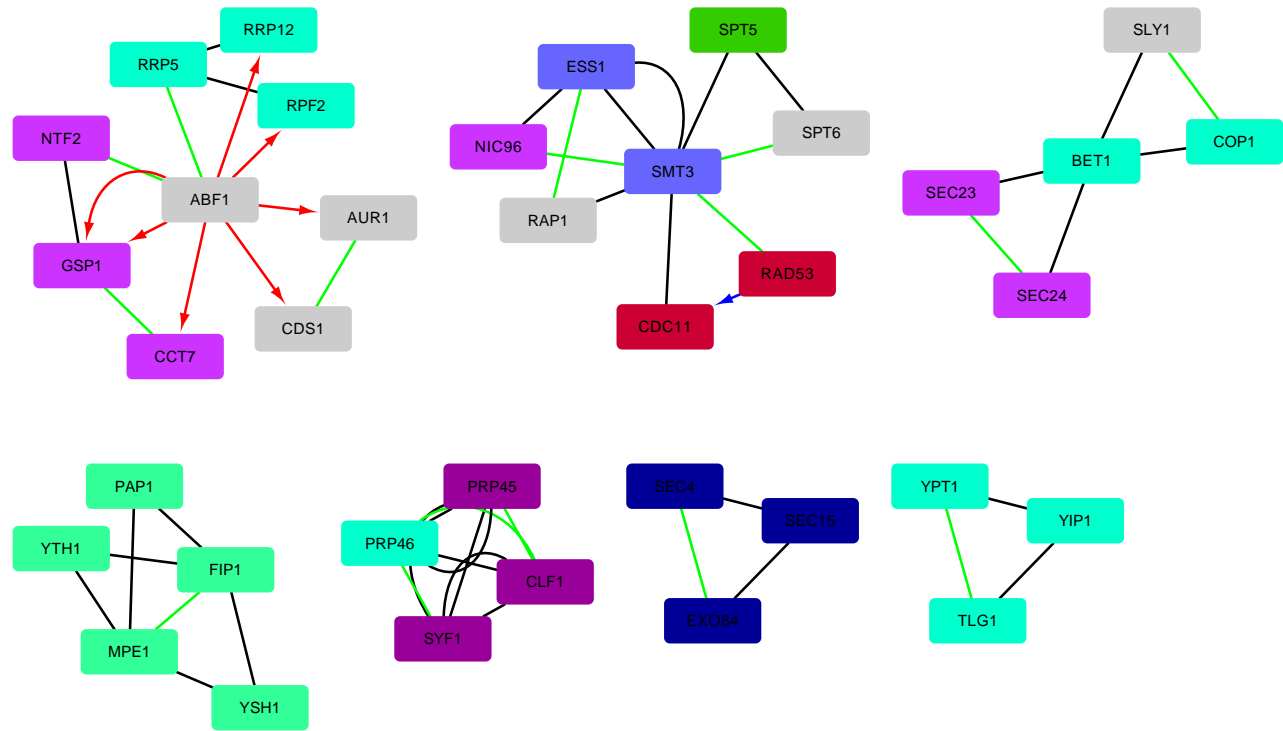 RRP12
RRP5
RPF2
NTF2
ABF1
AUR1
GSP1
CDS1
CCT7
SPT5
ESS1
SPT6
NIC96
SMT3
RAP1
RAD53
CDC11
SLY1
COP1
BET1
SEC23
SEC24
PAP1
YTH1
FIP1
MPE1
YSH1
PRP45
PRP46
CLF1
SYF1
SEC4
SEC15
EXO84
YPT1
YIP1
TLG1